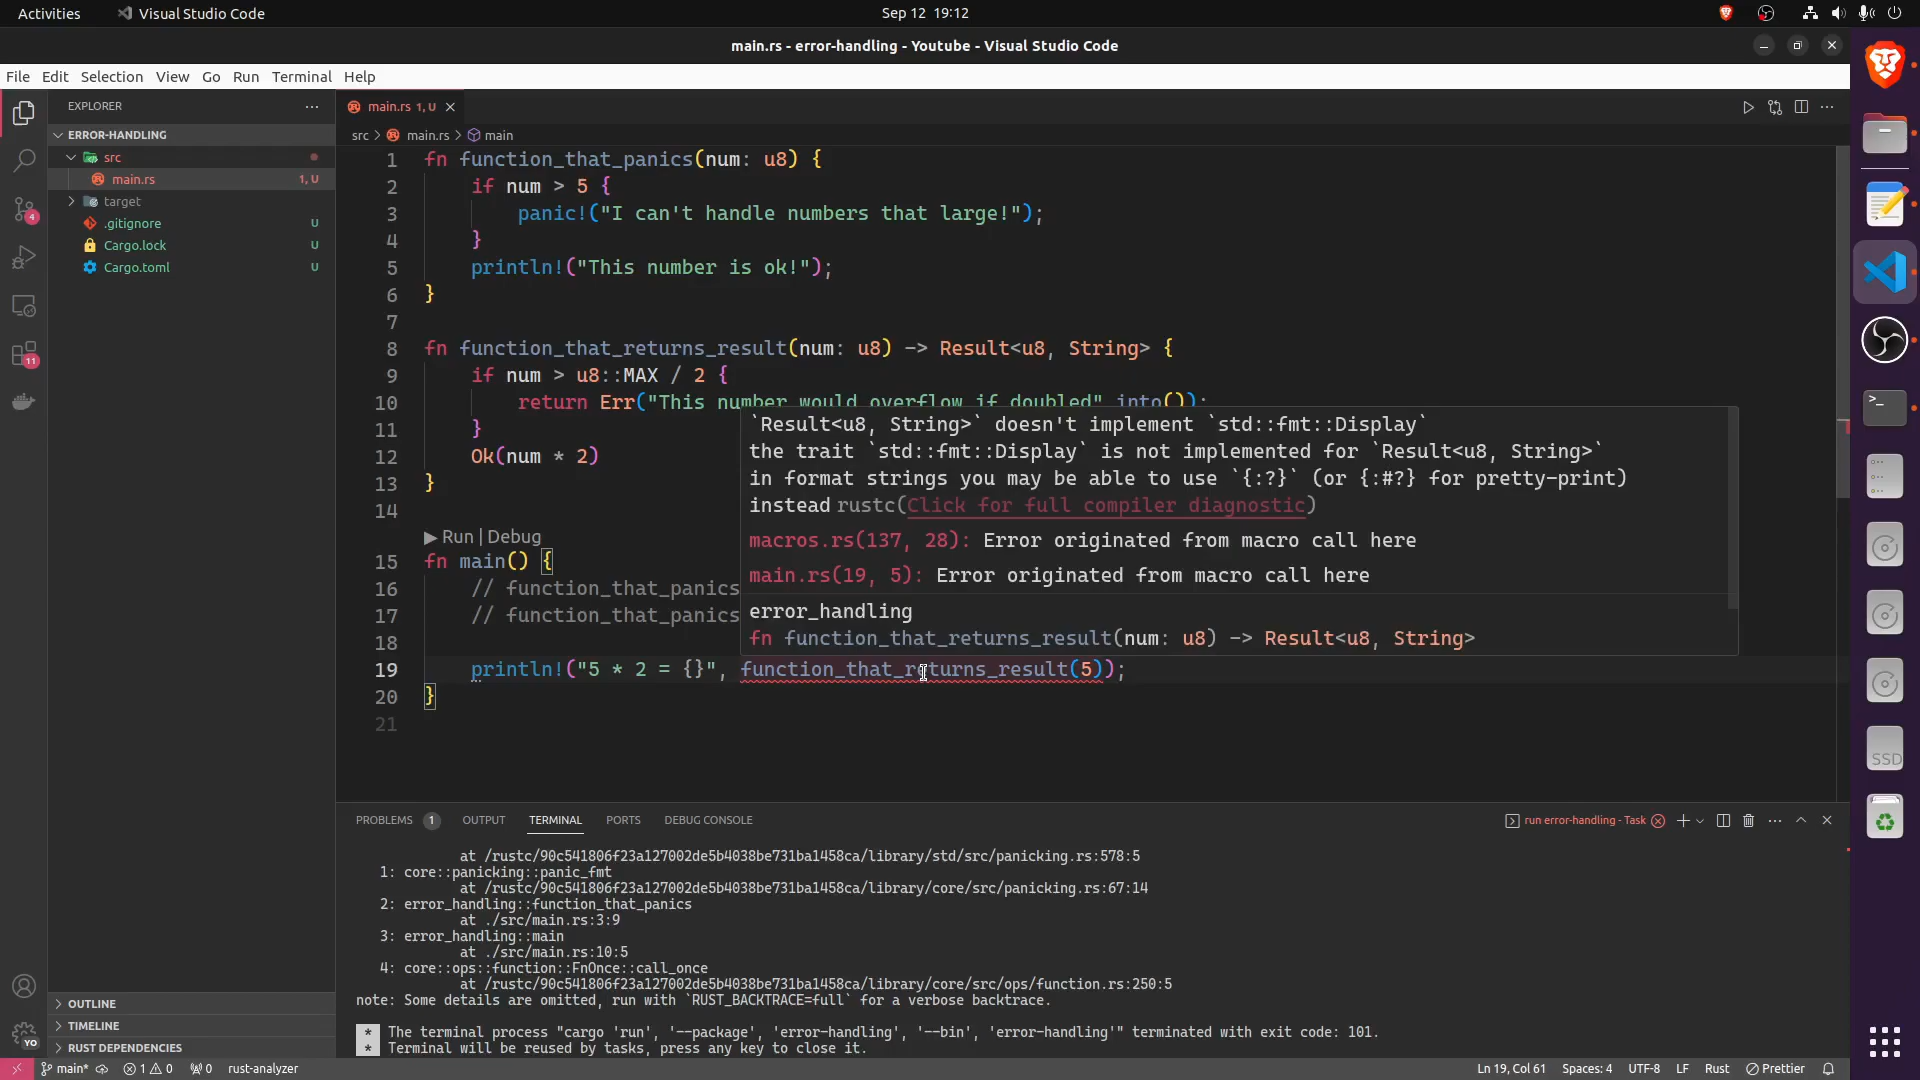 Activities
Visual Studio Code
Sep 12 19:12
main.rs - error-handling - Youtube - Visual Studio Code
File Edit Selection View Go Run Terminal Help
EXPLORER
ERROR-HANDLING
src
main.rs 1, U
target
.gitignore U
Cargo.lock U
Cargo.toml U
4
11
main.rs 1, U
src > main.rs > main
1 fn function_that_panics(num: u8) {
2 if num > 5 {
3 panic!("I can't handle numbers that large!");
4 }
5 println!("This number is ok!");
6 }
7
8 fn function_that_returns_result(num: u8) -> Result<u8, String> {
9 if num > u8::MAX / 2 {
10 return Err("This number would overflow if doubled".into());
11 }
12 Ok(num * 2)
13 }
14
Run | Debug
15 fn main() {
16 // function_that_panics
17 // function_that_panics
18
19 println!("5 * 2 = {}", function_that_returns_result(5));
20 }
21
`Result<u8, String>` doesn't implement `std::fmt::Display`
the trait `std::fmt::Display` is not implemented for `Result<u8, String>`
in format strings you may be able to use `{:?}` (or {:#?} for pretty-print)
instead rustc(Click for full compiler diagnostic)
macros.rs(137, 28): Error originated from macro call here
main.rs(19, 5): Error originated from macro call here
error_handling
fn function_that_returns_result(num: u8) -> Result<u8, String>
PROBLEMS 1 OUTPUT TERMINAL PORTS DEBUG CONSOLE
run error-handling - Task
at /rustc/90c541806f23a127002de5b4038be731ba1458ca/library/std/src/panicking.rs:578:5
1: core::panicking::panic_fmt
at /rustc/90c541806f23a127002de5b4038be731ba1458ca/library/core/src/panicking.rs:67:14
2: error_handling::function_that_panics
at ./src/main.rs:3:9
3: error_handling::main
at ./src/main.rs:10:5
4: core::ops::function::FnOnce::call_once
at /rustc/90c541806f23a127002de5b4038be731ba1458ca/library/core/src/ops/function.rs:250:5
note: Some details are omitted, run with `RUST_BACKTRACE=full` for a verbose backtrace.
* The terminal process "cargo 'run', '--package', 'error-handling', '--bin', 'error-handling'" terminated with exit code: 101.
* Terminal will be reused by tasks, press any key to close it.
OUTLINE
TIMELINE
RUST DEPENDENCIES
YO
main* 1 0 0 rust-analyzer
Ln 19, Col 61 Spaces: 4 UTF-8 LF Rust Prettier
>_
SSD